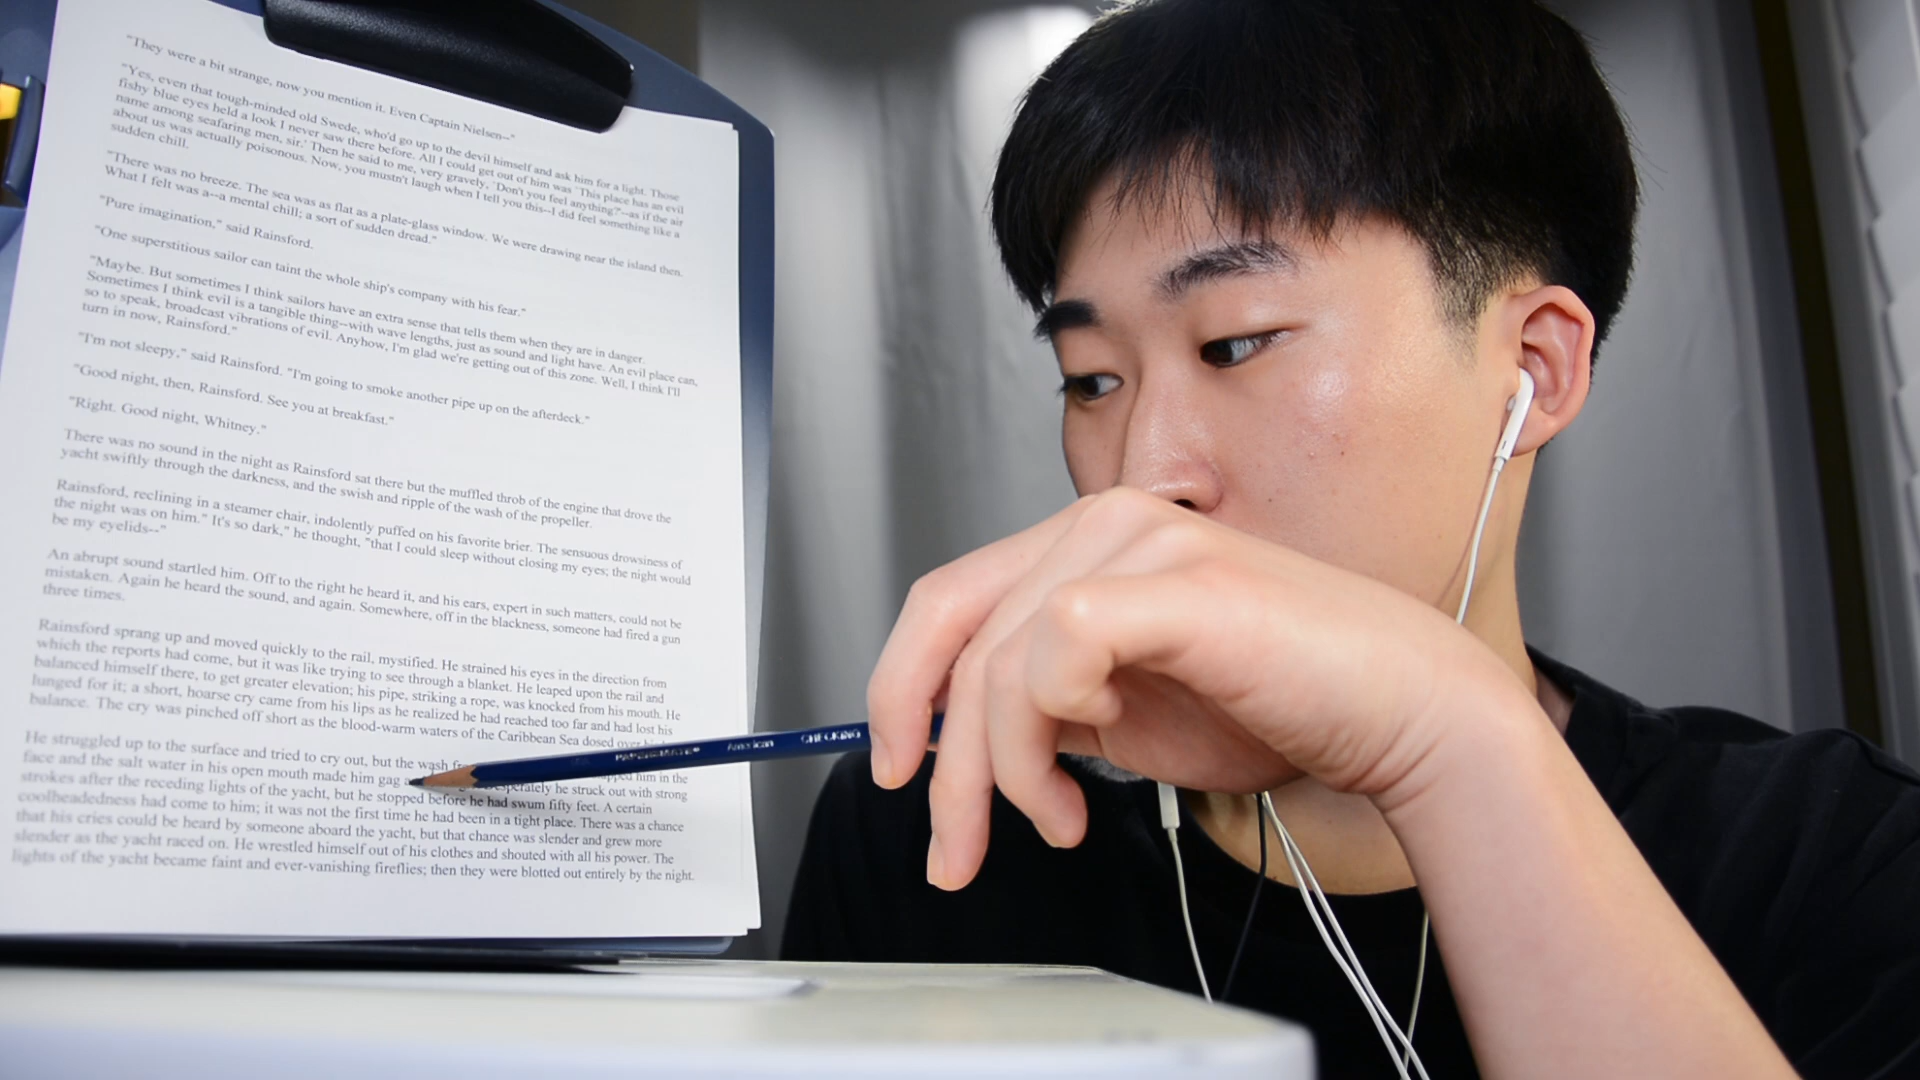 "They were a bit strange, now you mention it. Even Captain Nielsen--"
"Yes, even that tough-minded old Swede, who'd go up to the devil himself and ask him for a light. Those
fishy blue eyes held a look I never saw there before. All I could get out of him was `This place has an evil
name among seafaring men, sir.' Then he said to me, very gravely, `Don't you feel anything?'--as if the air
about us was actually poisonous. Now, you mustn't laugh when I tell you this--I did feel something like a
sudden chill.
"There was no breeze. The sea was as flat as a plate-glass window. We were drawing near the island then.
What I felt was a--a mental chill; a sort of sudden dread."
"Pure imagination," said Rainsford.
"One superstitious sailor can taint the whole ship's company with his fear."
"Maybe. But sometimes I think sailors have an extra sense that tells them when they are in danger.
Sometimes I think evil is a tangible thing--with wave lengths, just as sound and light have. An evil place can,
so to speak, broadcast vibrations of evil. Anyhow, I'm glad we're getting out of this zone. Well, I think I'll
turn in now, Rainsford."
"I'm not sleepy," said Rainsford. "I'm going to smoke another pipe up on the afterdeck."
"Good night, then, Rainsford. See you at breakfast."
"Right. Good night, Whitney."
There was no sound in the night as Rainsford sat there but the muffled throb of the engine that drove the
yacht swiftly through the darkness, and the swish and ripple of the wash of the propeller.
Rainsford, reclining in a steamer chair, indolently puffed on his favorite brier. The sensuous drowsiness of
the night was on him." It's so dark," he thought, "that I could sleep without closing my eyes; the night would
be my eyelids--"
An abrupt sound startled him. Off to the right he heard it, and his ears, expert in such matters, could not be
mistaken. Again he heard the sound, and again. Somewhere, off in the blackness, someone had fired a gun
three times.
Rainsford sprang up and moved quickly to the rail, mystified. He strained his eyes in the direction from
which the reports had come, but it was like trying to see through a blanket. He leaped upon the rail and
balanced himself there, to get greater elevation; his pipe, striking a rope, was knocked from his mouth. He
lunged for it; a short, hoarse cry came from his lips as he realized he had reached too far and had lost his
balance. The cry was pinched off short as the blood-warm waters of the Caribbean Sea dosed over
He struggled up to the surface and tried to cry out, but the wash him in the
face and the salt water in his open mouth made him gag he struck out with strong
strokes after the receding lights of the yacht, but he stopped before he had swum fifty feet. A certain
coolheadedness had come to him; it was not the first time he had been in a tight place. There was a chance
that his cries could be heard by someone aboard the yacht, but that chance was slender and grew more
slender as the yacht raced on. He wrestled himself out of his clothes and shouted with all his power. The
lights of the yacht became faint and ever-vanishing fireflies; then they were blotted out entirely by the night.
PAPERMATE American CHECKING